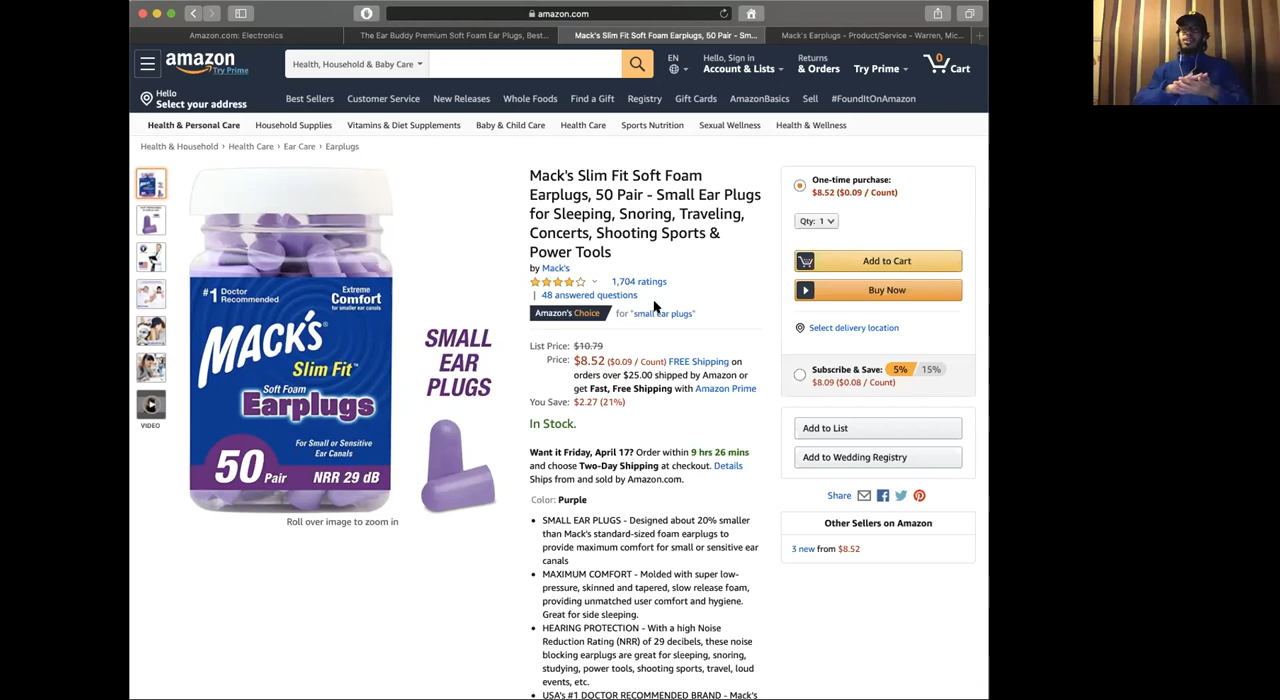 amazon.com
Amazon.com: Electronics
The Ear Buddy Premium Soft Foam Ear Plugs, Best...
Mack's Slim Fit Soft Foam Earplugs, 50 Pair - Sm...
Mack's Earplugs - Product/Service - Warren, Mic...
amazon
Try Prime
Health, Household & Baby Care
EN
Hello, Sign in
Account & Lists
Returns
& Orders
Try Prime
0
Cart
Hello
Select your address
Best Sellers
Customer Service
New Releases
Whole Foods
Find a Gift
Registry
Gift Cards
AmazonBasics
Sell
#FoundItOnAmazon
Health & Personal Care
Household Supplies
Vitamins & Diet Supplements
Baby & Child Care
Health Care
Sports Nutrition
Sexual Wellness
Health & Wellness
Health & Household › Health Care › Ear Care › Earplugs
VIDEO
#1 Doctor
Recommended
Extreme
Comfort
for smaller ear canals
MACK'S
Slim Fit™
Soft Foam
Earplugs
For Small or Sensitive
Ear Canals
50 Pair
NRR 29 dB
SMALL
EAR
PLUGS
Roll over image to zoom in
Mack's Slim Fit Soft Foam
Earplugs, 50 Pair - Small Ear Plugs
for Sleeping, Snoring, Traveling,
Concerts, Shooting Sports &
Power Tools
by Mack's
1,704 ratings
| 48 answered questions
Amazon's Choice for "small ear plugs"
List Price: $10.79
Price: $8.52 ($0.09 / Count) FREE Shipping on
orders over $25.00 shipped by Amazon or
get Fast, Free Shipping with Amazon Prime
You Save: $2.27 (21%)
In Stock.
Want it Friday, April 17? Order within 9 hrs 26 mins
and choose Two-Day Shipping at checkout. Details
Ships from and sold by Amazon.com.
Color: Purple
• SMALL EAR PLUGS - Designed about 20% smaller
than Mack's standard-sized foam earplugs to
provide maximum comfort for small or sensitive ear
canals
• MAXIMUM COMFORT - Molded with super low-
pressure, skinned and tapered, slow release foam,
providing unmatched user comfort and hygiene.
Great for side sleeping.
• HEARING PROTECTION - With a high Noise
Reduction Rating (NRR) of 29 decibels, these noise
blocking earplugs are great for sleeping, snoring,
studying, power tools, shooting sports, travel, loud
events, etc.
• USA'S #1 DOCTOR RECOMMENDED BRAND - Mack's
One-time purchase:
$8.52 ($0.09 / Count)
Qty: 1
Add to Cart
Buy Now
Select delivery location
Subscribe & Save: 5% 15%
$8.09 ($0.08 / Count)
Add to List
Add to Wedding Registry
Share
Other Sellers on Amazon
3 new from $8.52